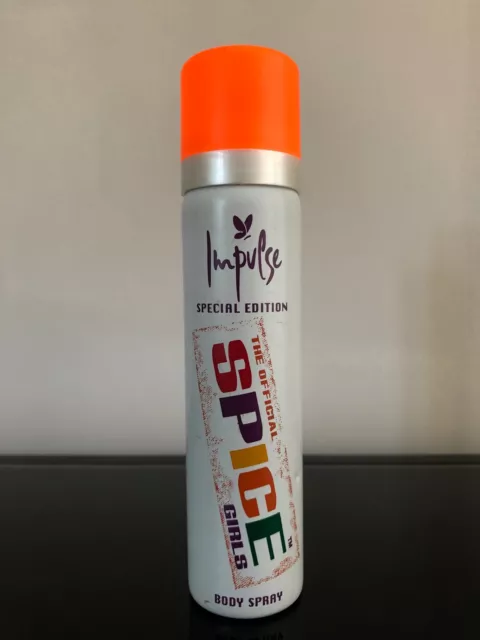 Impulse
SPECIAL EDITION
THE OFFICIAL
SPICE
GIRLS
TM
BODY SPRAY